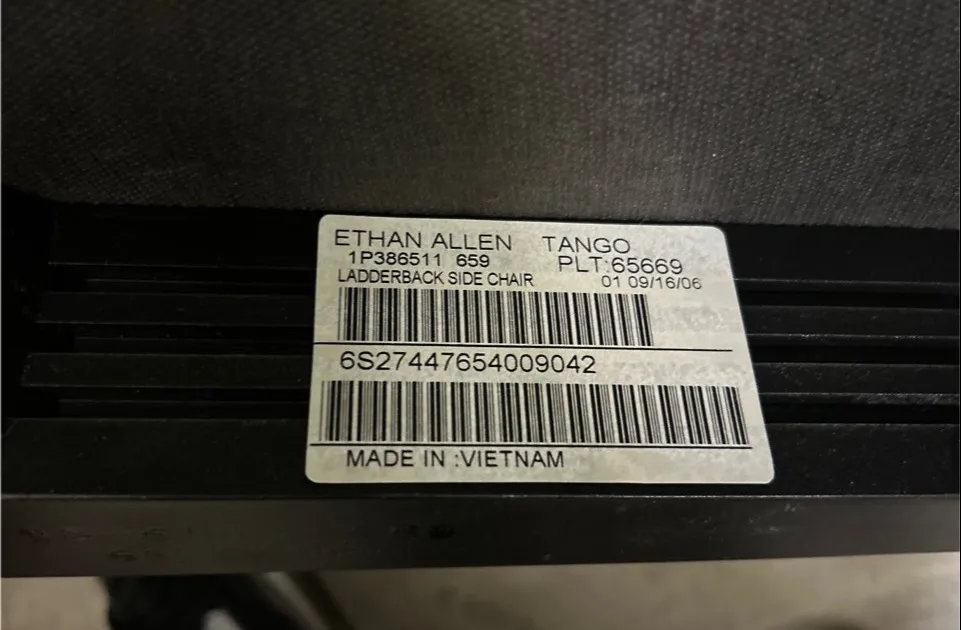 ETHAN ALLEN TANGO
1P386511 659 PLT:65669
LADDERBACK SIDE CHAIR 01 09/16/06
6S27447654009042
MADE IN :VIETNAM